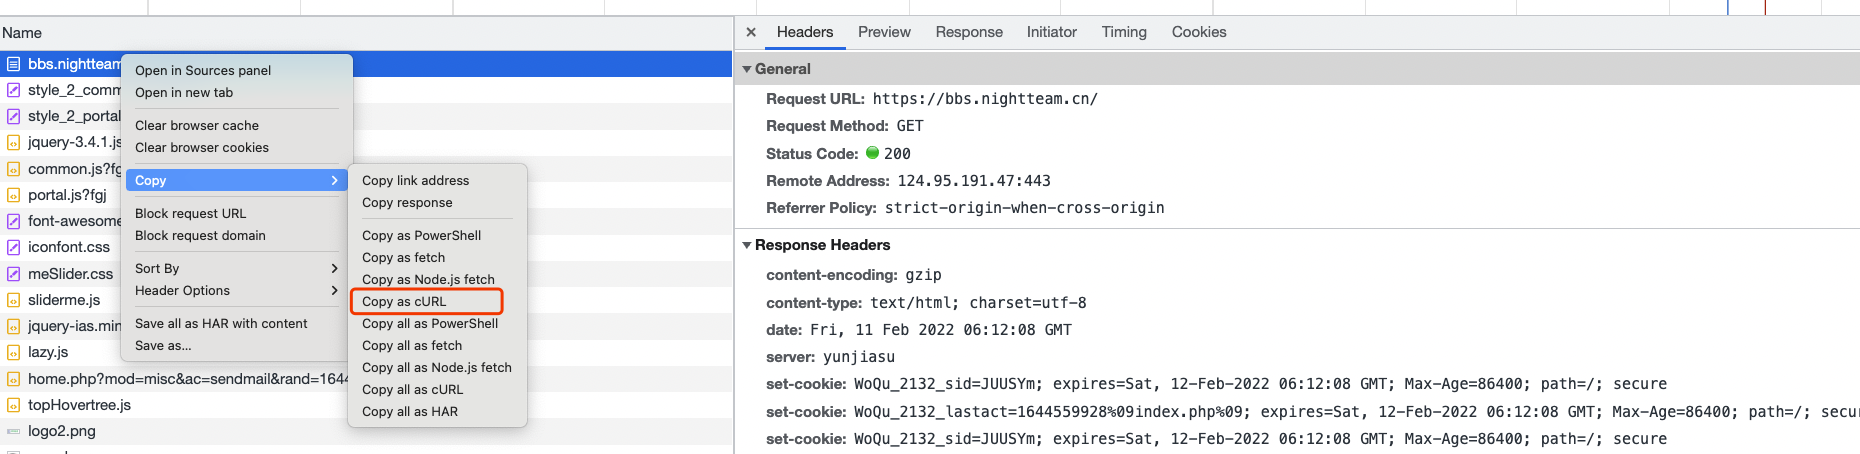 Name
bbs.nightteam
style_2_comm
style_2_portal
jquery-3.4.1.js
common.js?fg
portal.js?fgj
font-awesome
iconfont.css
meSlider.css
sliderme.js
jquery-ias.min
lazy.js
home.php?mod=misc&ac=sendmail&rand=1644
topHovertree.js
logo2.png
Open in Sources panel
Open in new tab
Clear browser cache
Clear browser cookies
Copy
Block request URL
Block request domain
Sort By
Header Options
Save all as HAR with content
Save as...
Copy link address
Copy response
Copy as PowerShell
Copy as fetch
Copy as Node.js fetch
Copy as cURL
Copy all as PowerShell
Copy all as fetch
Copy all as Node.js fetch
Copy all as cURL
Copy all as HAR
Headers Preview Response Initiator Timing Cookies
General
Request URL: https://bbs.nightteam.cn/
Request Method: GET
Status Code: 200
Remote Address: 124.95.191.47:443
Referrer Policy: strict-origin-when-cross-origin
Response Headers
content-encoding: gzip
content-type: text/html; charset=utf-8
date: Fri, 11 Feb 2022 06:12:08 GMT
server: yunjiasu
set-cookie: WoQu_2132_sid=JUUSYm; expires=Sat, 12-Feb-2022 06:12:08 GMT; Max-Age=86400; path=/; secure
set-cookie: WoQu_2132_lastact=1644559928%09index.php%09; expires=Sat, 12-Feb-2022 06:12:08 GMT; Max-Age=86400; path=/; secu
set-cookie: WoQu_2132_sid=JUUSYm; expires=Sat, 12-Feb-2022 06:12:08 GMT; Max-Age=86400; path=/; secure